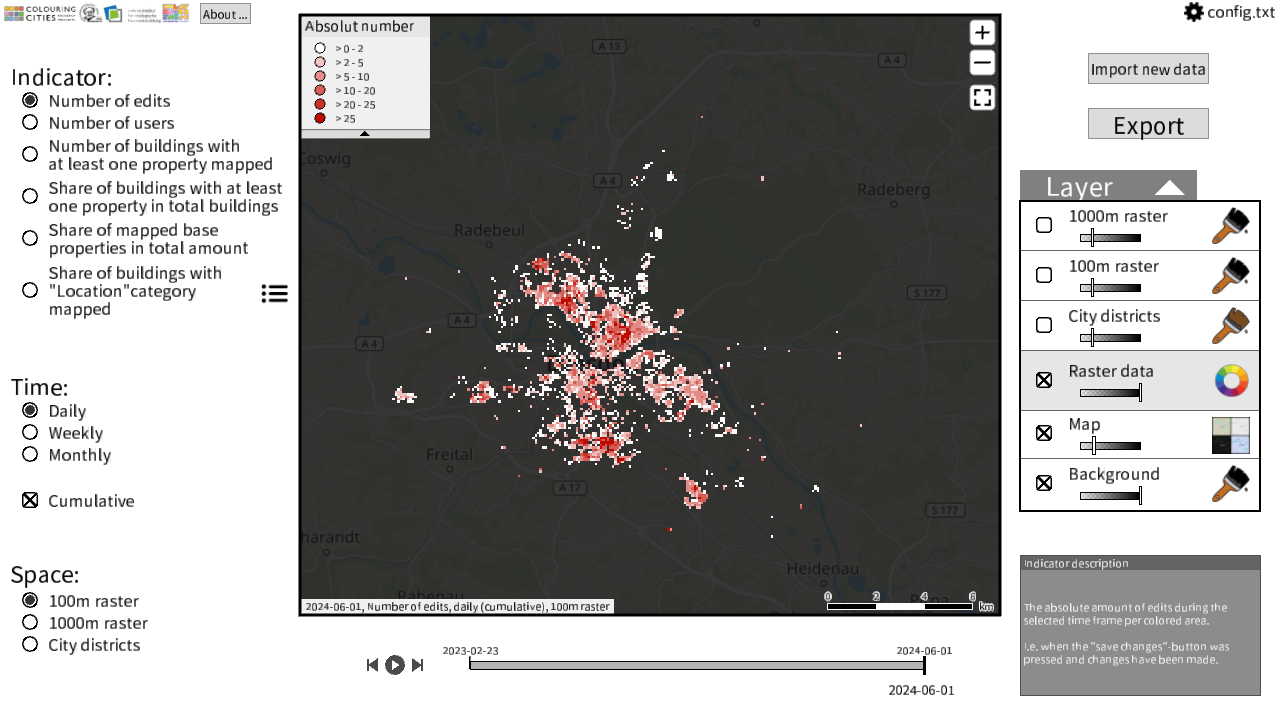 COLOURING
CITIES
About ...
config.txt
Indicator:
Number of edits
Number of users
Number of buildings with
at least one property mapped
Share of buildings with at least
one property in total buildings
Share of mapped base
properties in total amount
Share of buildings with
"Location"category
mapped
Time:
Daily
Weekly
Monthly
Cumulative
Space:
100m raster
1000m raster
City districts
Absolut number
> 0 - 2
> 2 - 5
> 5 - 10
> 10 - 20
> 20 - 25
> 25
A 13
A 4
Coswig
A 4
Radeberg
Radebeul
S 177
A 4
A 4
Freital
A 17
S 177
harandt
Heidenau
Rabenau
2024-06-01, Number of edits, daily (cumulative), 100m raster
0 2 4 6
km
2023-02-23
2024-06-01
2024-06-01
Import new data
Export
Layer
1000m raster
100m raster
City districts
Raster data
Map
Background
Indicator description
The absolute amount of edits during the
selected time frame per colored area.
I.e. when the "save changes"-button was
pressed and changes have been made.